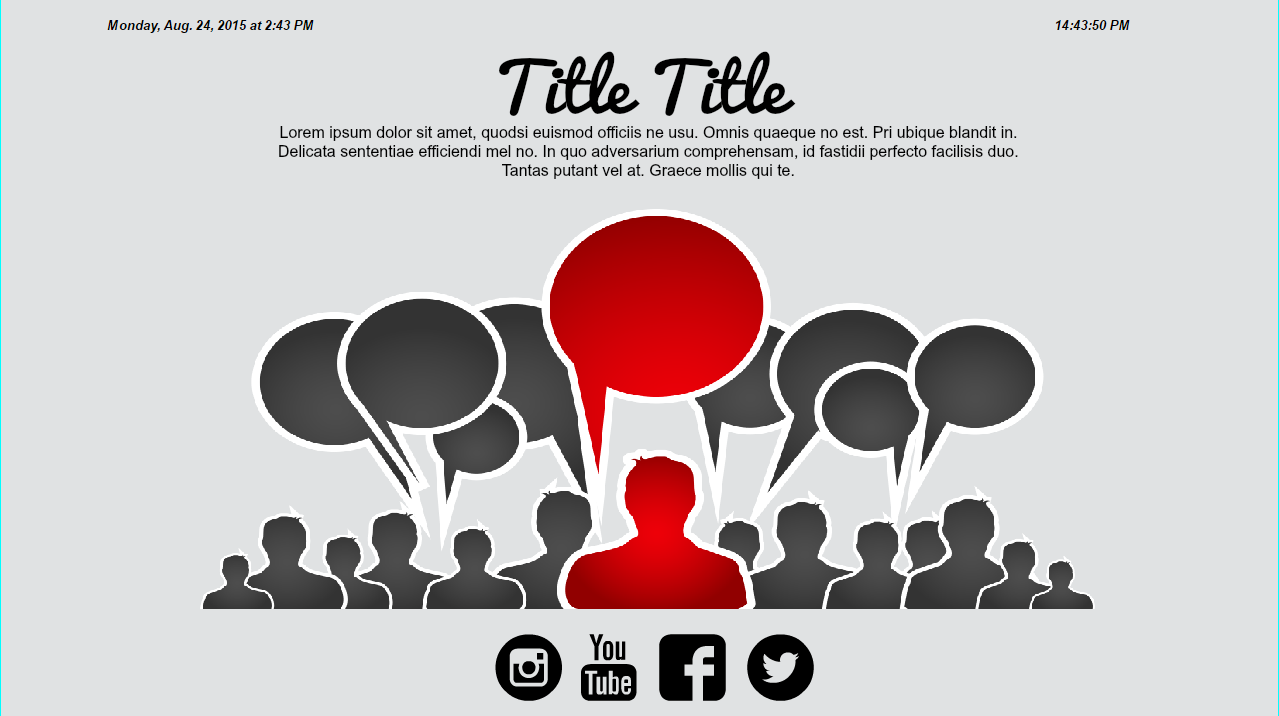 Monday, Aug. 24, 2015 at 2:43 PM
14:43:50 PM
Title Title
Lorem ipsum dolor sit amet, quodsi euismod officiis ne usu. Omnis quaeque no est. Pri ubique blandit in.
Delicata sententiae efficiendi mel no. In quo adversarium comprehensam, id fastidii perfecto facilisis duo.
Tantas putant vel at. Graece mollis qui te.
You
Tube